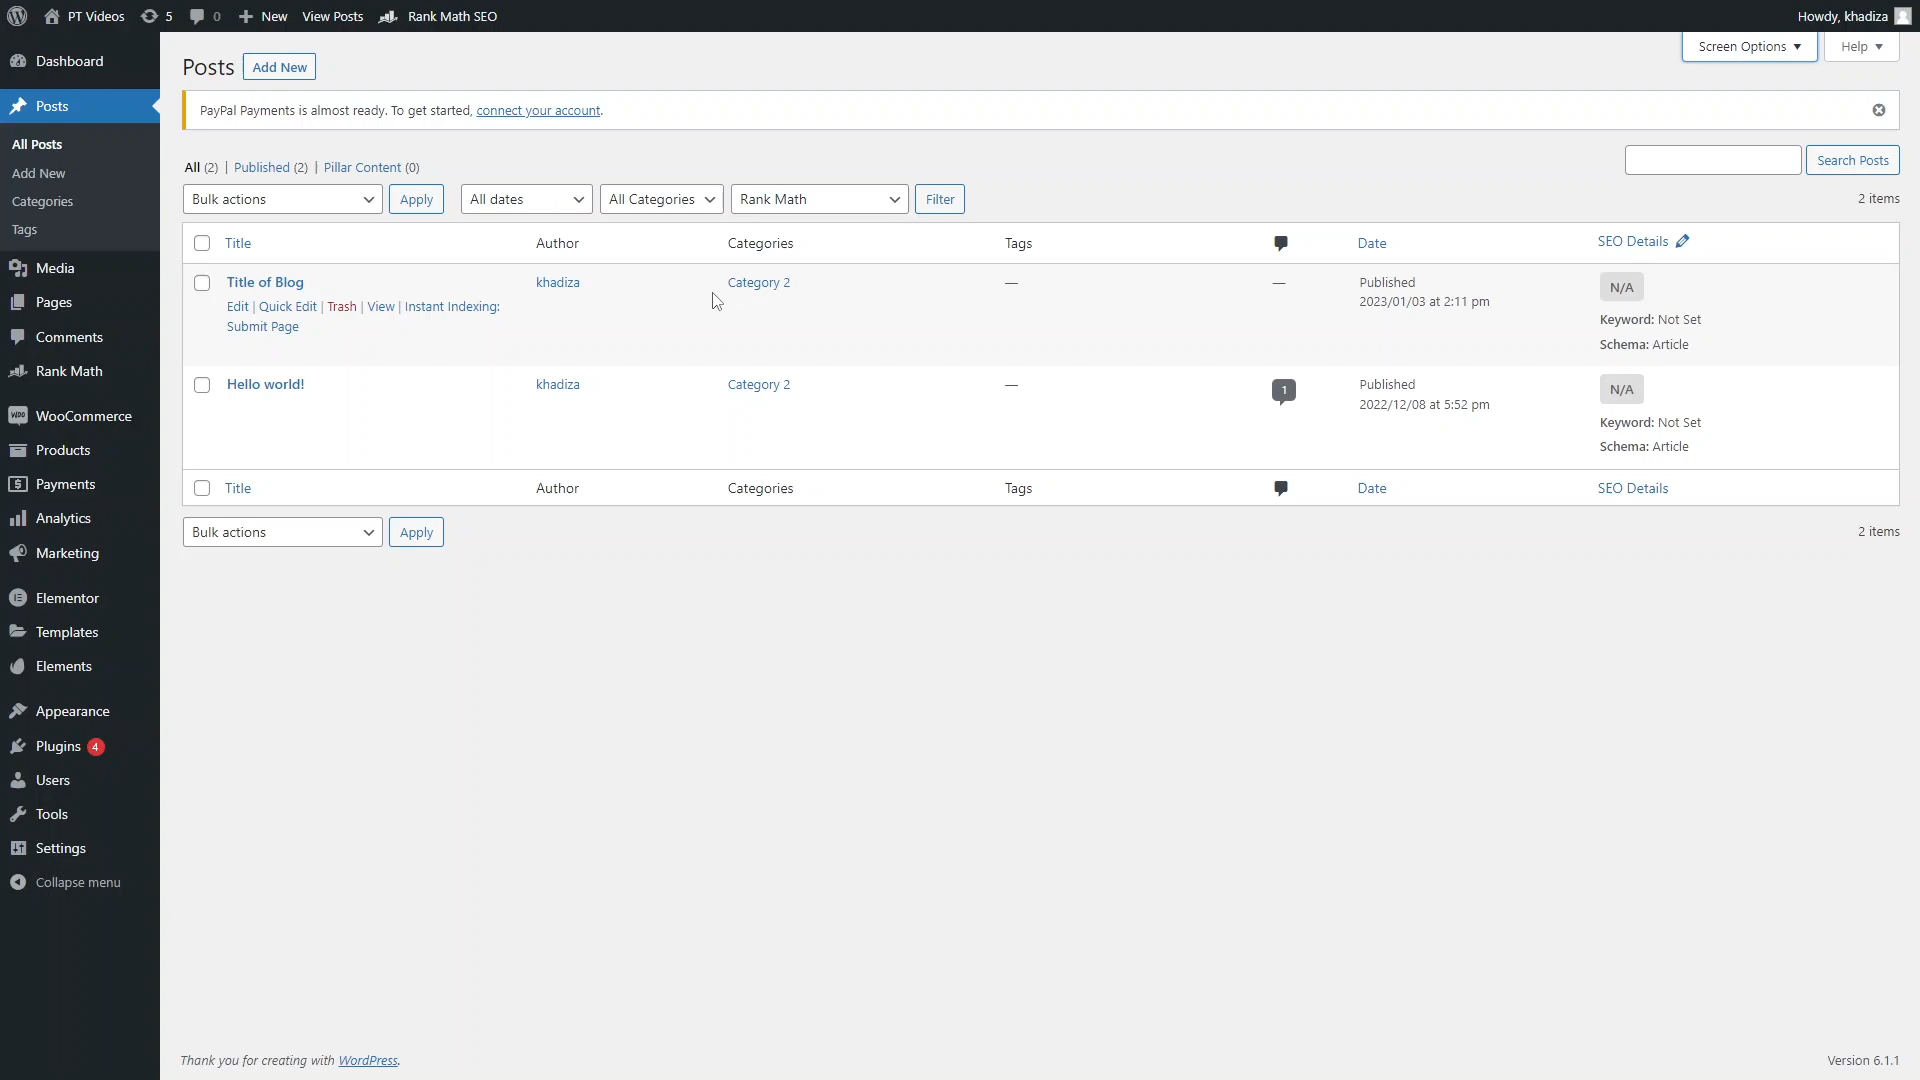 PT Videos 5 0 New View Posts Rank Math SEO Howdy, khadiza
Screen Options Help
Dashboard
Posts
All Posts
Add New
Categories
Tags
Media
Pages
Comments
Rank Math
WooCommerce
Products
Payments
Analytics
Marketing
Elementor
Templates
Elements
Appearance
Plugins 4
Users
Tools
Settings
Collapse menu
Posts Add New
PayPal Payments is almost ready. To get started, connect your account.
All (2) | Published (2) | Pillar Content (0)
Search Posts
Bulk actions Apply All dates All Categories Rank Math Filter 2 items
Title Author Categories Tags Date SEO Details
Title of Blog khadiza Category 2 — — Published N/A
Edit | Quick Edit | Trash | View | Instant Indexing: 2023/01/03 at 2:11 pm
Submit Page Keyword: Not Set
Schema: Article
Hello world! khadiza Category 2 — 1 Published N/A
2022/12/08 at 5:52 pm
Keyword: Not Set
Schema: Article
Title Author Categories Tags Date SEO Details
Bulk actions Apply 2 items
Thank you for creating with WordPress. Version 6.1.1